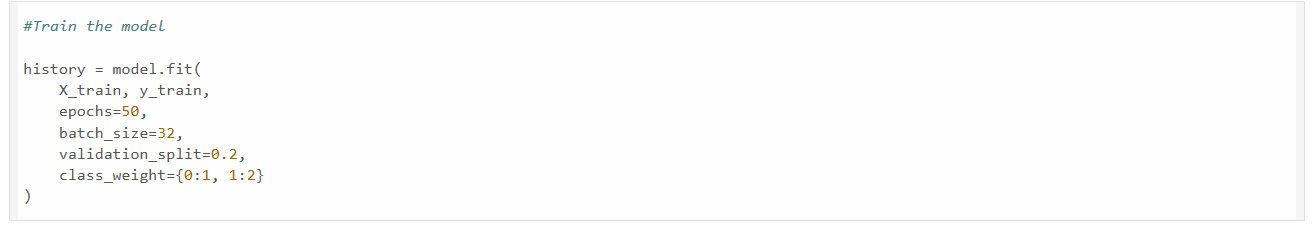 #Train the model
history = model.fit(
    X_train, y_train,
    epochs=50,
    batch_size=32,
    validation_split=0.2,
    class_weight={0:1, 1:2}
)